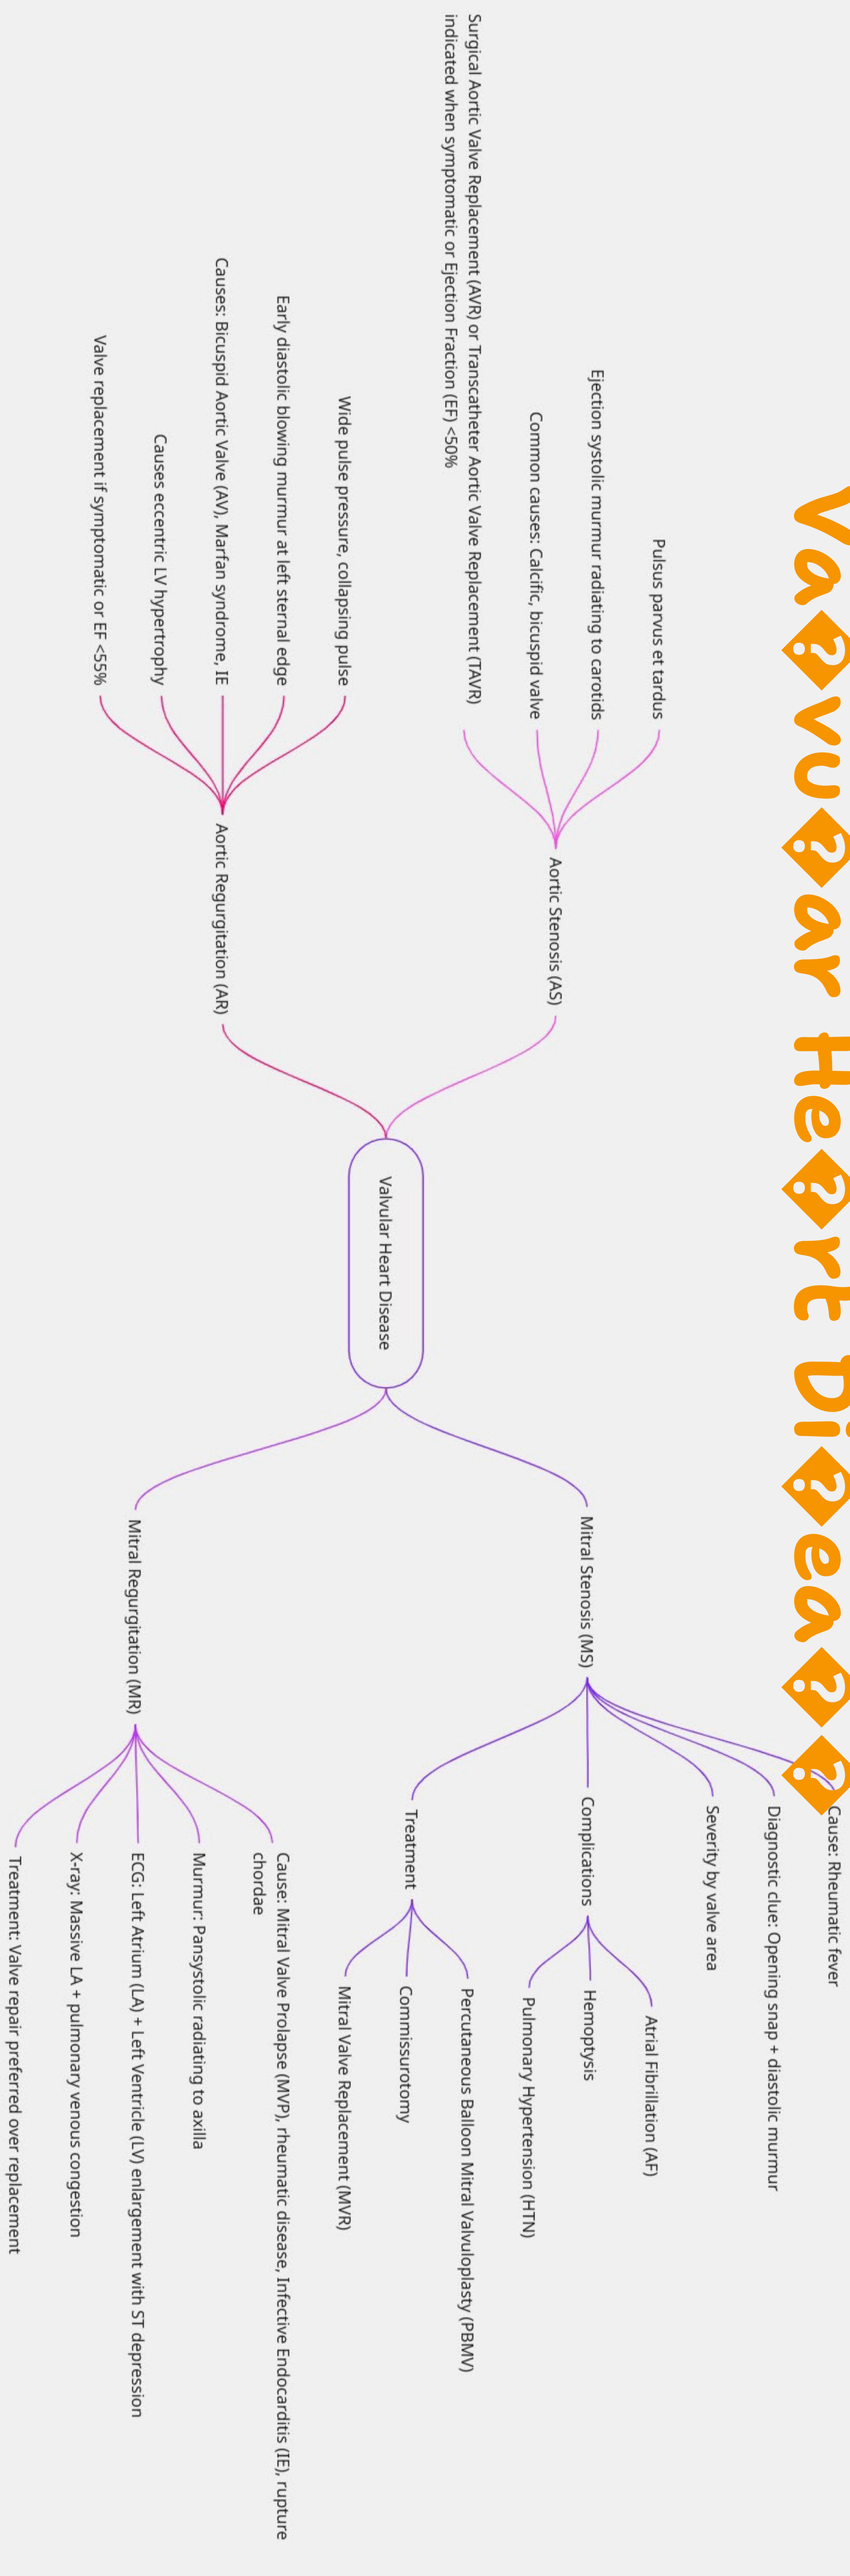 Va�vu�ar He�rt Di�ea��
Cause: Rheumatic fever
Diagnostic clue: Opening snap + diastolic murmur
Severity by valve area
Mitral Stenosis (MS)
Complications
Atrial Fibrillation (AF)
Hemoptysis
Pulmonary Hypertension (HTN)
Treatment
Percutaneous Balloon Mitral Valvuloplasty (PBMV)
Commissurotomy
Mitral Valve Replacement (MVR)
Pulsus parvus et tardus
Ejection systolic murmur radiating to carotids
Common causes: Calcific, bicuspid valve
Surgical Aortic Valve Replacement (AVR) or Transcatheter Aortic Valve Replacement (TAVR)
indicated when symptomatic or Ejection Fraction (EF) <50%
Aortic Stenosis (AS)
Valvular Heart Disease
Wide pulse pressure, collapsing pulse
Early diastolic blowing murmur at left sternal edge
Causes: Bicuspid Aortic Valve (AV), Marfan syndrome, IE
Causes eccentric LV hypertrophy
Valve replacement if symptomatic or EF <55%
Aortic Regurgitation (AR)
Mitral Regurgitation (MR)
Cause: Mitral Valve Prolapse (MVP), rheumatic disease, Infective Endocarditis (IE), rupture
chordae
Murmur: Pansystolic radiating to axilla
ECG: Left Atrium (LA) + Left Ventricle (LV) enlargement with ST depression
X-ray: Massive LA + pulmonary venous congestion
Treatment: Valve repair preferred over replacement